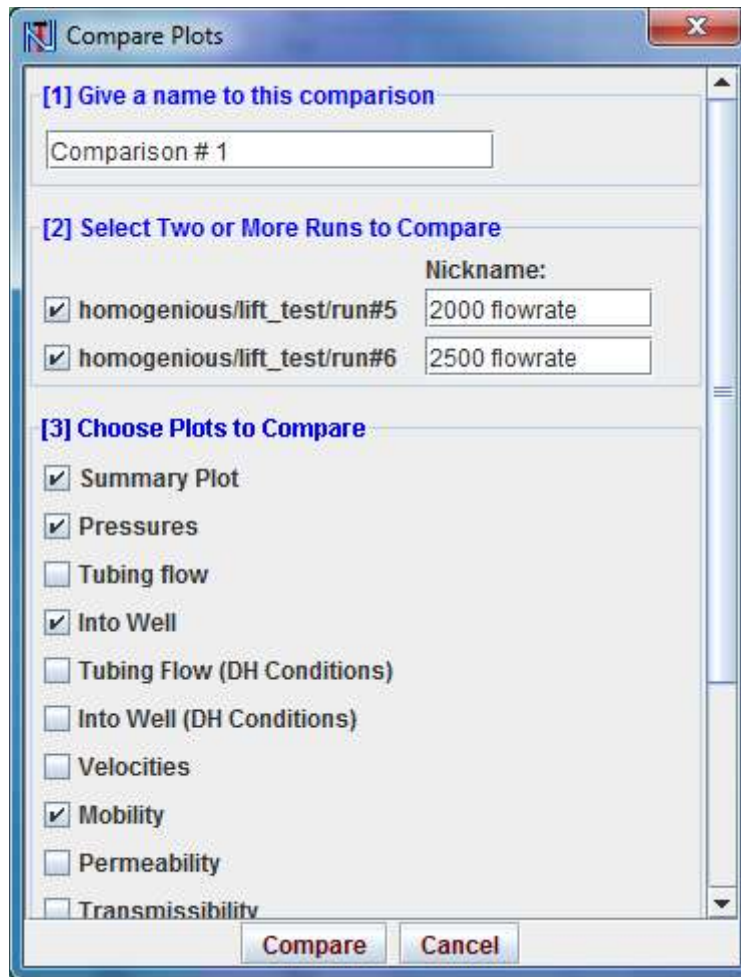 Compare Plots
[1] Give a name to this comparison
Comparison # 1
[2] Select Two or More Runs to Compare
Nickname:
homogenious/lift_test/run#5 2000 flowrate
homogenious/lift_test/run#6 2500 flowrate
[3] Choose Plots to Compare
Summary Plot
Pressures
Tubing flow
Into Well
Tubing Flow (DH Conditions)
Into Well (DH Conditions)
Velocities
Mobility
Permeability
Transmissibility
Compare Cancel